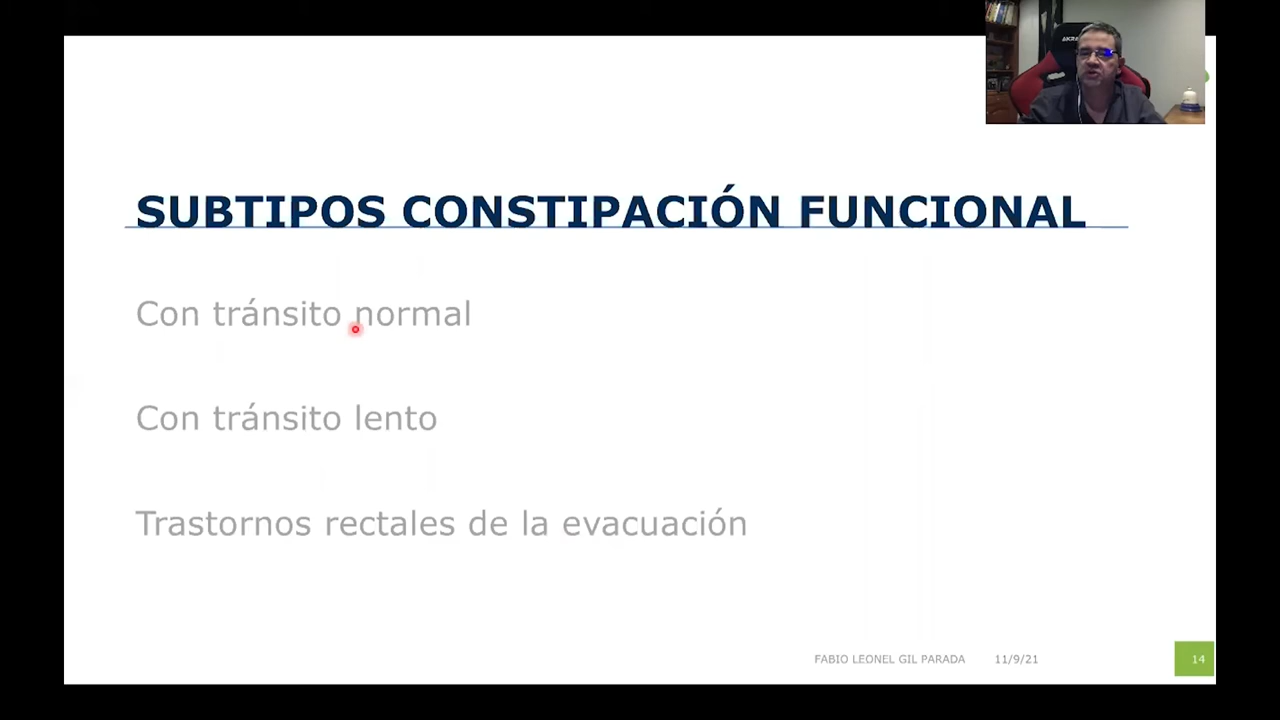 SUBTIPOS CONSTIPACIÓN FUNCIONAL
Con tránsito normal
Con tránsito lento
Trastornos rectales de la evacuación
FABIO LEONEL GIL PARADA 11/9/21 14